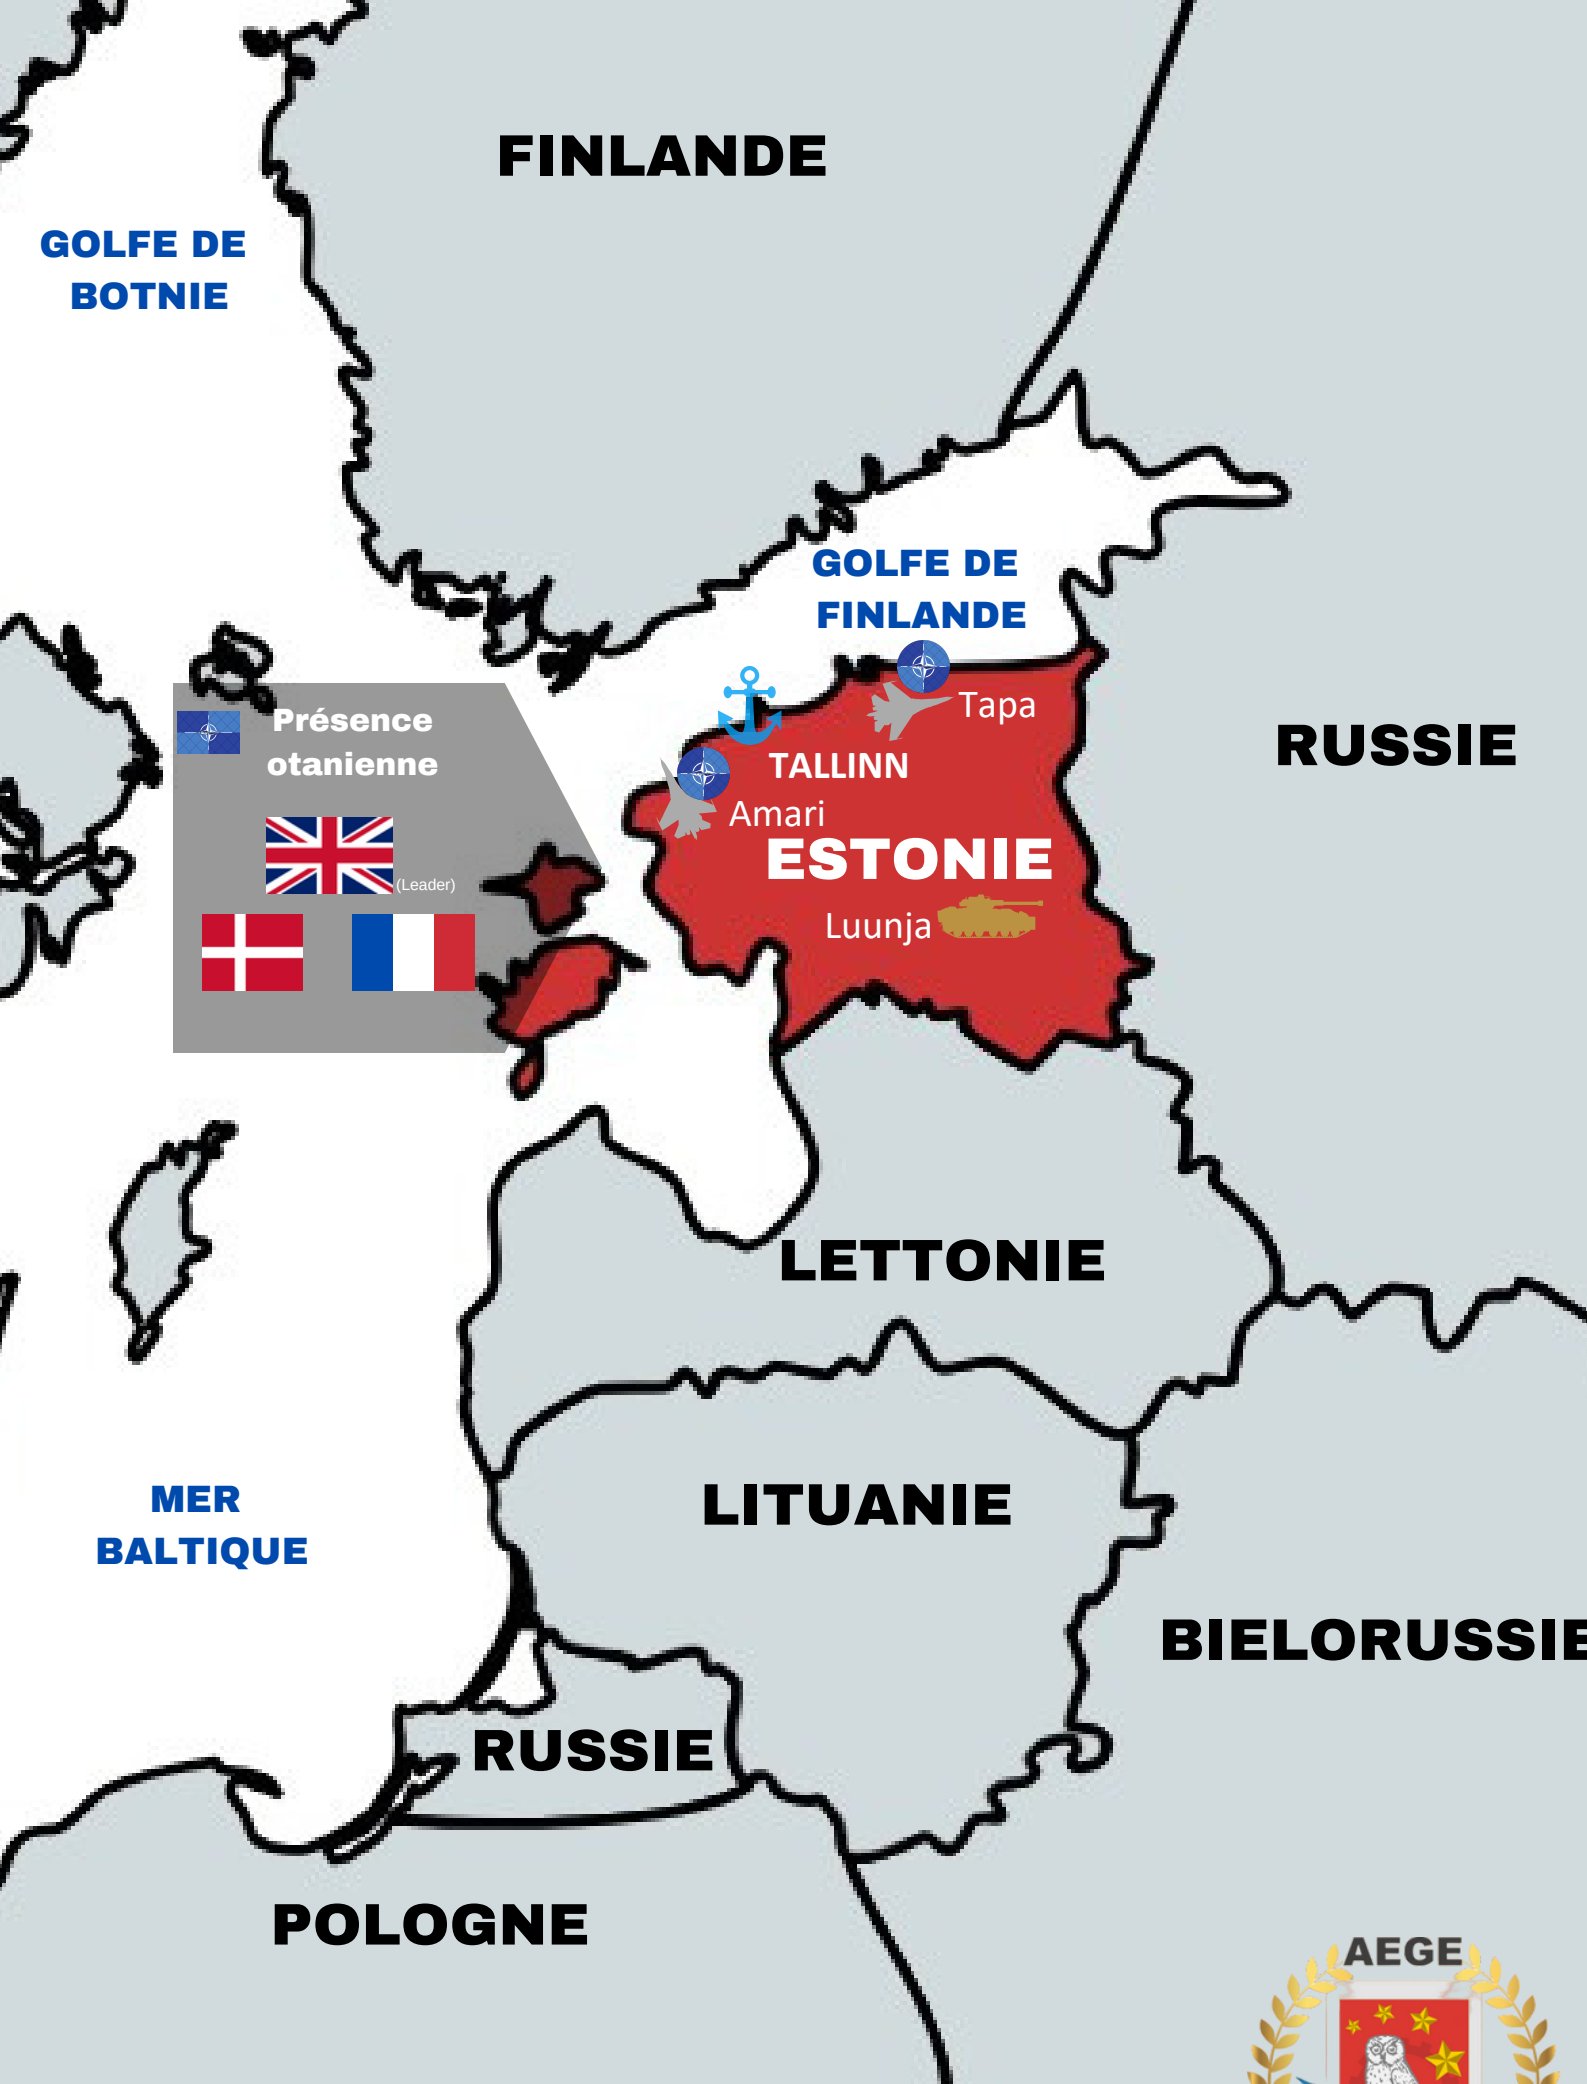 FINLANDE
GOLFE DE
BOTNIE
GOLFE DE
FINLANDE
Présence
otanienne
(Leader)
Tapa
TALLINN
Amari
ESTONIE
Luunja
RUSSIE
LETTONIE
LITUANIE
MER
BALTIQUE
BIELORUSSIE
RUSSIE
POLOGNE
AEGE